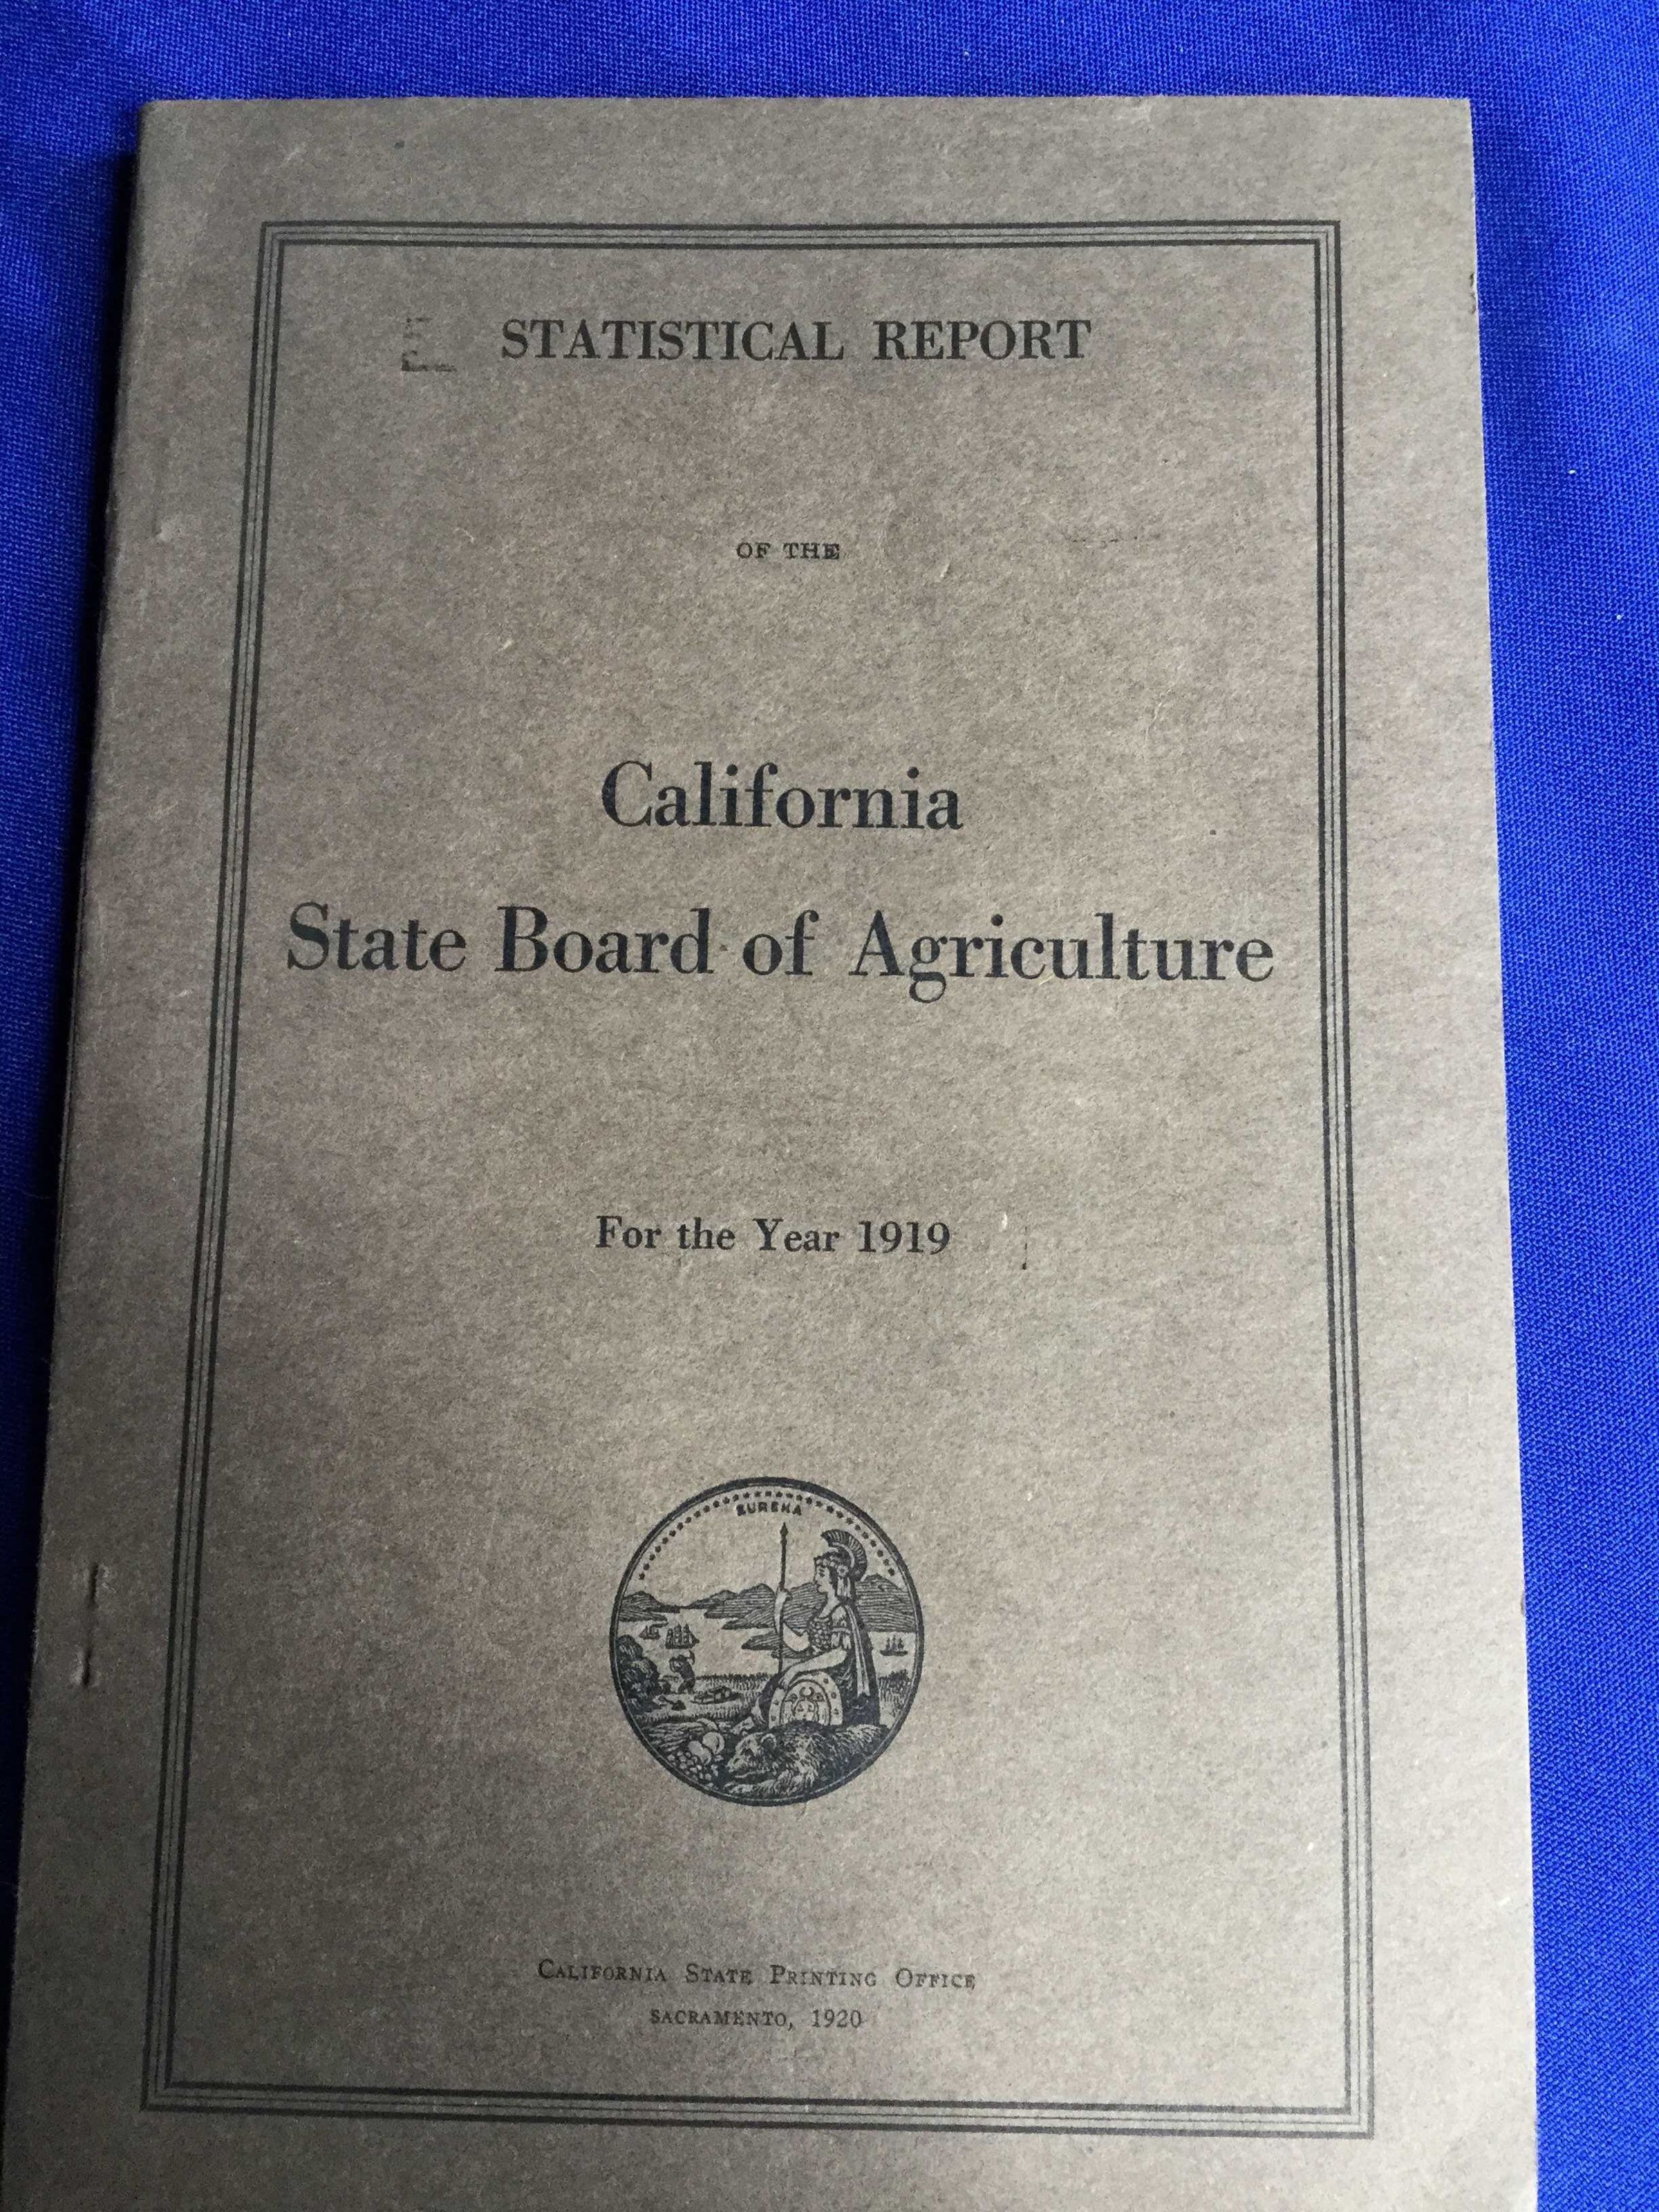 STATISTICAL REPORT
OF THE
California
State Board of Agriculture
For the Year 1919
EUREKA
CALIFORNIA STATE PRINTING OFFICE
SACRAMENTO, 1920